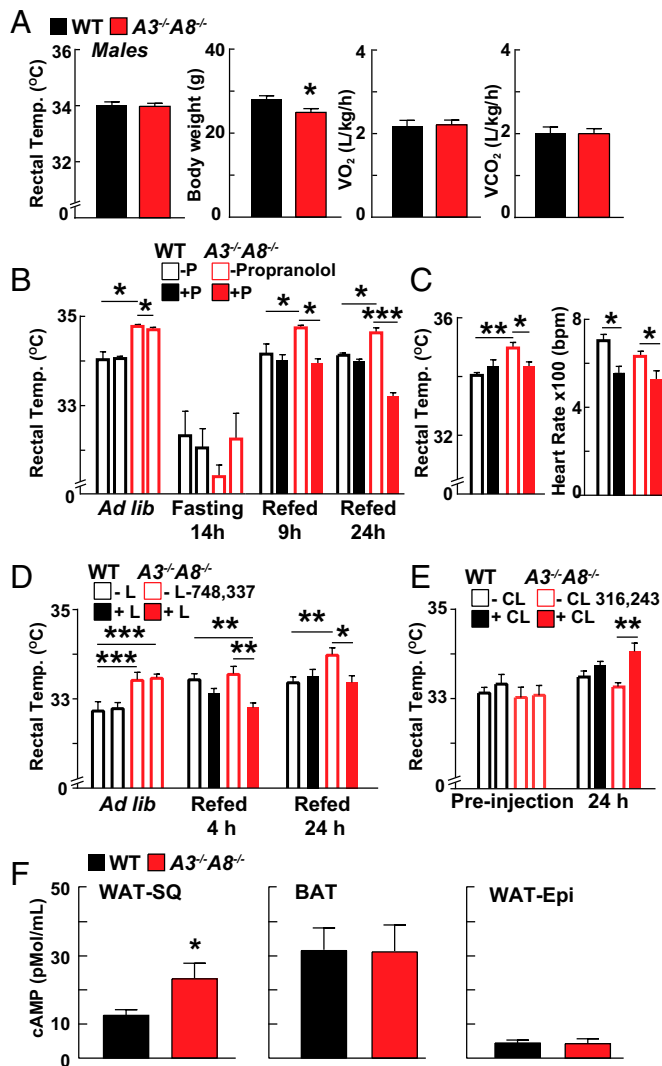 A
WT A3-/-A8-/-
Males
Rectal Temp. (ºC)
36
34
32
0
Body weight (g)
40
20
0
*
VO2 (L/kg/h)
4
2
0
VCO2 (L/kg/h)
4
2
0
B
WT A3-/-A8-/-
-P -Propranolol
+P +P
Rectal Temp. (ºC)
35
33
0
* *
* *
* ***
Ad lib
Fasting
14h
Refed
9h
Refed
24h
C
Rectal Temp. (ºC)
36
32
0
** *
Heart Rate x100 (bpm)
8
4
0
* *
D
WT A3-/-A8-/-
- L - L-748,337
+ L + L
Rectal Temp. (ºC)
35
33
0
***
***
**
**
**
*
Ad lib
Refed
4 h
Refed
24 h
E
WT A3-/-A8-/-
- CL - CL 316,243
+ CL + CL
Rectal Temp. (ºC)
35
33
0
**
Pre-injection 24 h
F
WT A3-/-A8-/-
cAMP (pMol/mL)
50
30
10
0
WAT-SQ
*
BAT
WAT-Epi